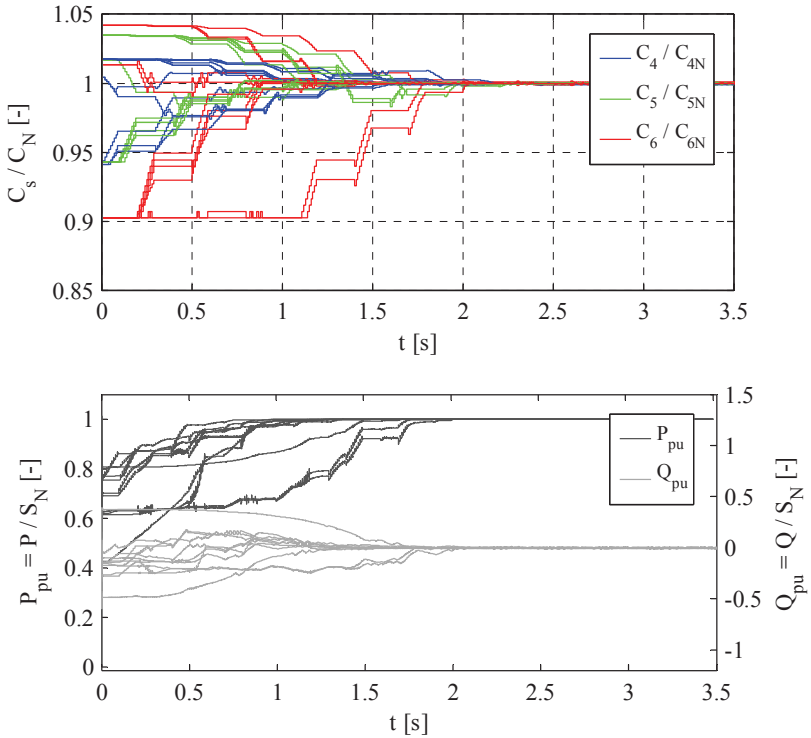 1.05
1
0.95
0.9
0.85
C_s / C_N [-]
C_4 / C_4N
C_5 / C_5N
C_6 / C_6N
0 0.5 1 1.5 2 2.5 3 3.5
t [s]
1
0.8
0.6
0.4
0.2
0
P_pu = P / S_N [-]
P_pu
Q_pu
1.5
1
0.5
0
-0.5
-1
Q_pu = Q / S_N [-]
0 0.5 1 1.5 2 2.5 3 3.5
t [s]